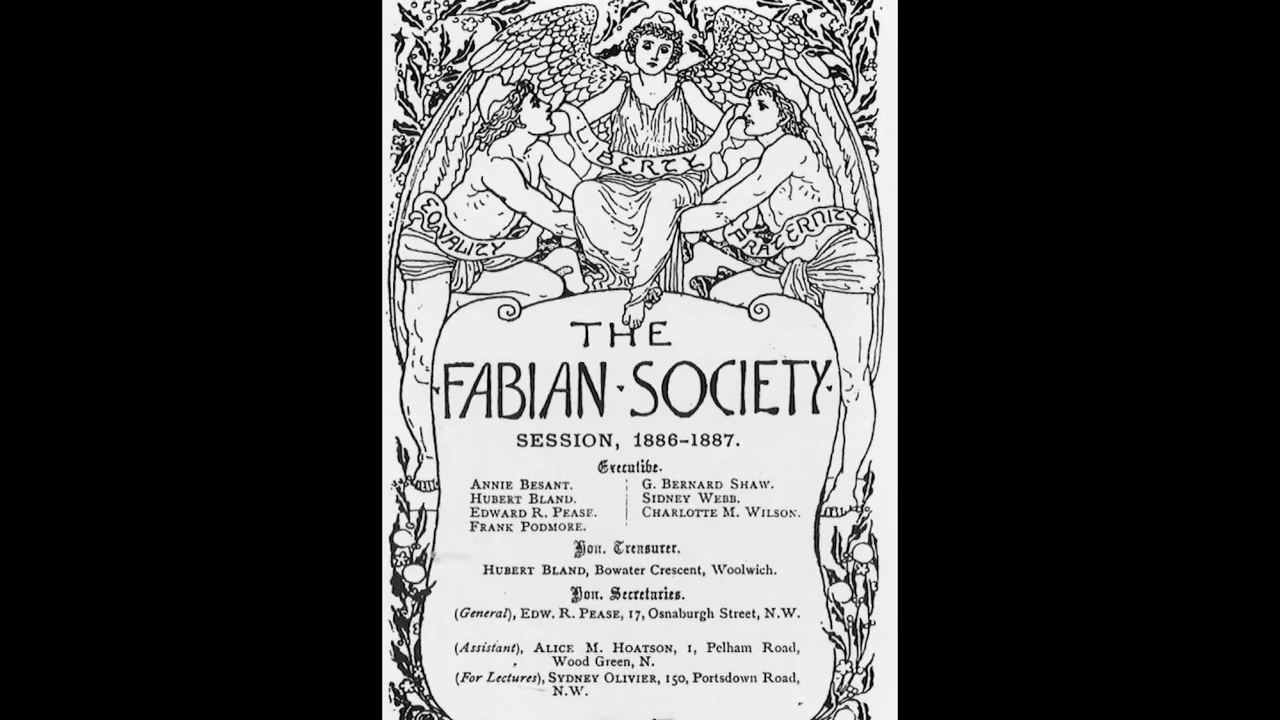 LIBERTY
EQVALITY
FRATERNITY
THE
FABIAN · SOCIETY
SESSION, 1886-1887.
Executive.
ANNIE BESANT.
HUBERT BLAND.
EDWARD R. PEASE.
FRANK PODMORE.
G. BERNARD SHAW.
SIDNEY WEBB.
CHARLOTTE M. WILSON.
Hon. Treasurer.
HUBERT BLAND, Bowater Crescent, Woolwich.
Hon. Secretaries.
(General), EDW. R. PEASE, 17, Osnaburgh Street, N.W.
(Assistant), ALICE M. HOATSON, 1, Pelham Road,
Wood Green, N.
(For Lectures), SYDNEY OLIVIER, 150, Portsdown Road,
N.W.